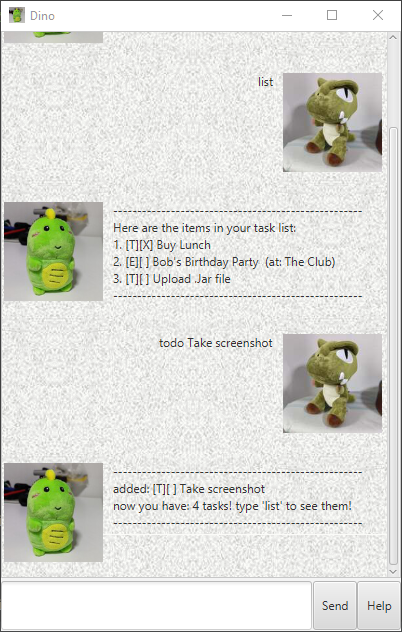 Dino
list
--------------------------------------------------
Here are the items in your task list:
1. [T][X] Buy Lunch
2. [E][ ] Bob's Birthday Party  (at: The Club)
3. [T][ ] Upload .Jar file
--------------------------------------------------
todo Take screenshot
--------------------------------------------------
added: [T][ ] Take screenshot
now you have: 4 tasks! type 'list' to see them!
--------------------------------------------------
Send
Help